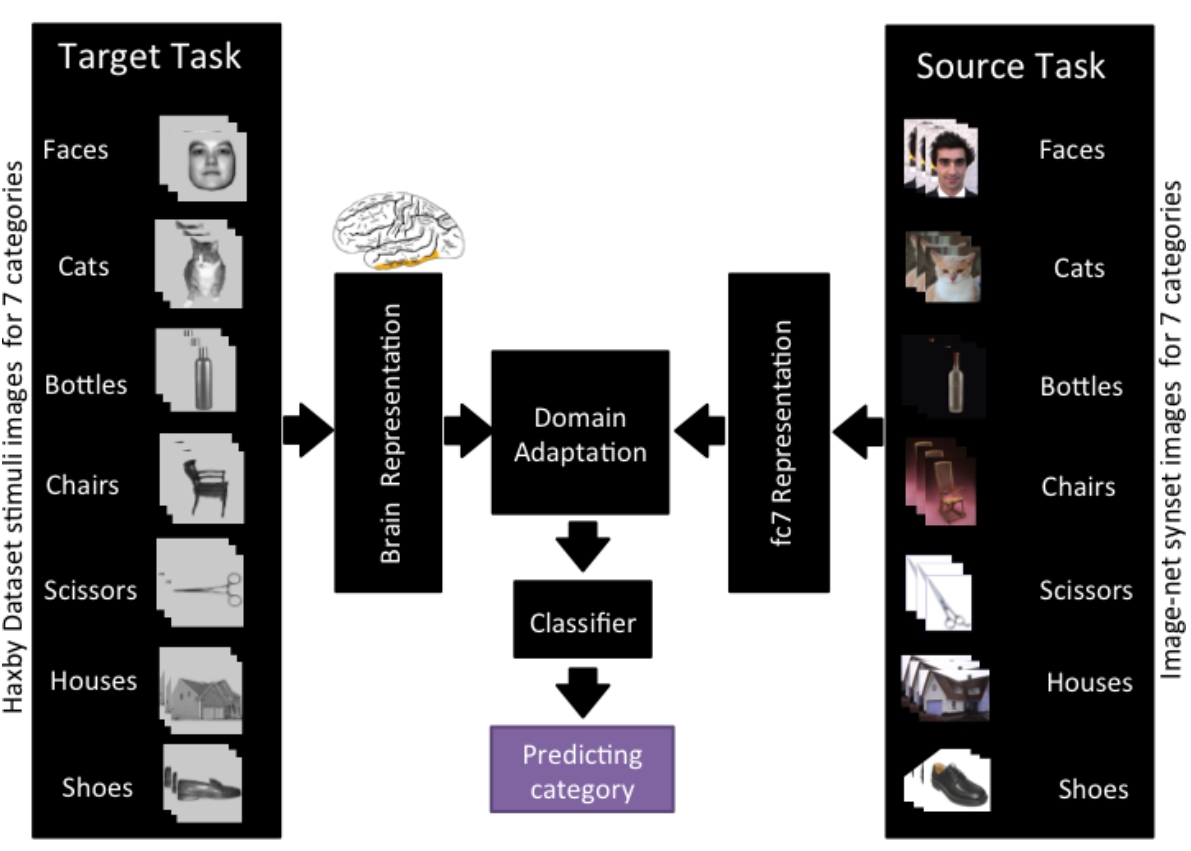 Haxby Dataset stimuli images for 7 categories
Target Task
Faces
Cats
Bottles
Chairs
Scissors
Houses
Shoes
Brain Representation
Domain
Adaptation
Classifier
Predicting
category
fc7 Representation
Source Task
Faces
Cats
Bottles
Chairs
Scissors
Houses
Shoes
Image-net synset images for 7 categories